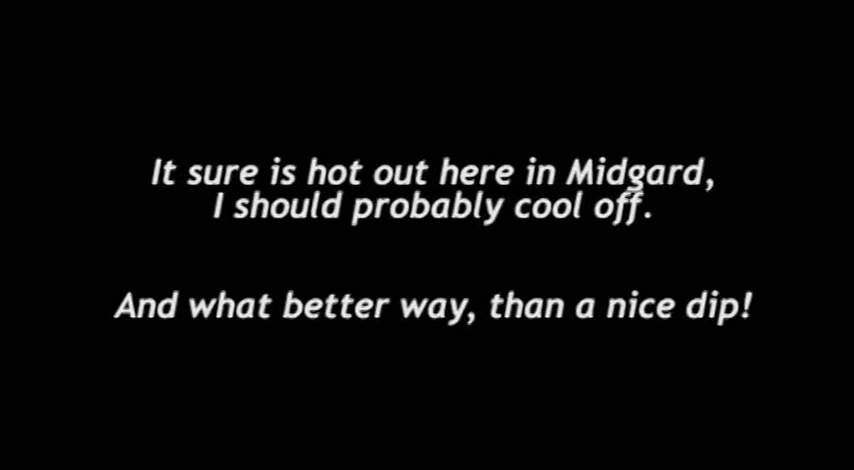 It sure is hot out here in Midgard,
I should probably cool off.
And what better way, than a nice dip!